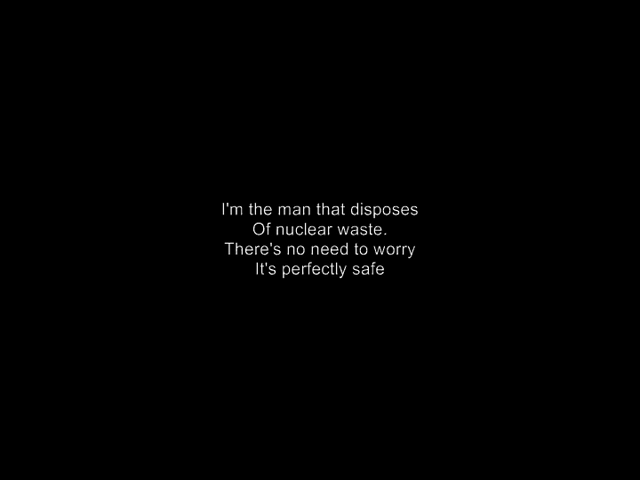 I'm the man that disposes
Of nuclear waste.
There's no need to worry
It's perfectly safe